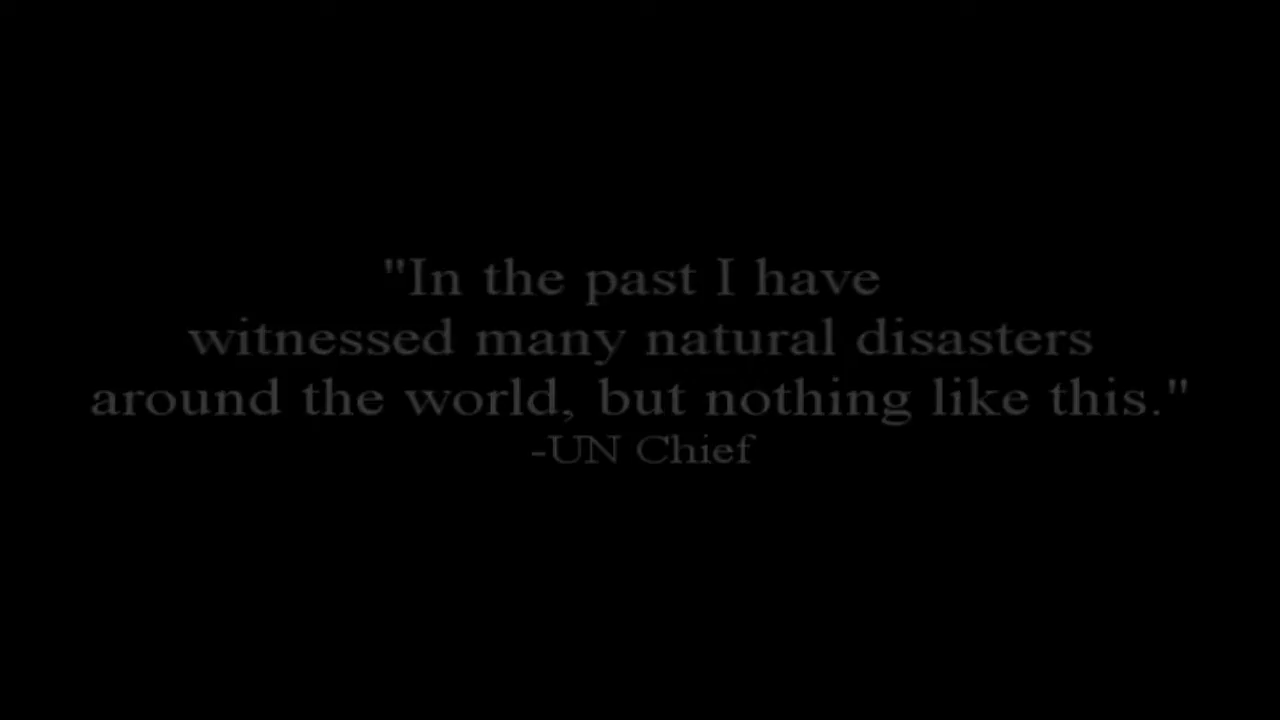 "In the past I have
witnessed many natural disasters
around the world, but nothing like this."
-UN Chief